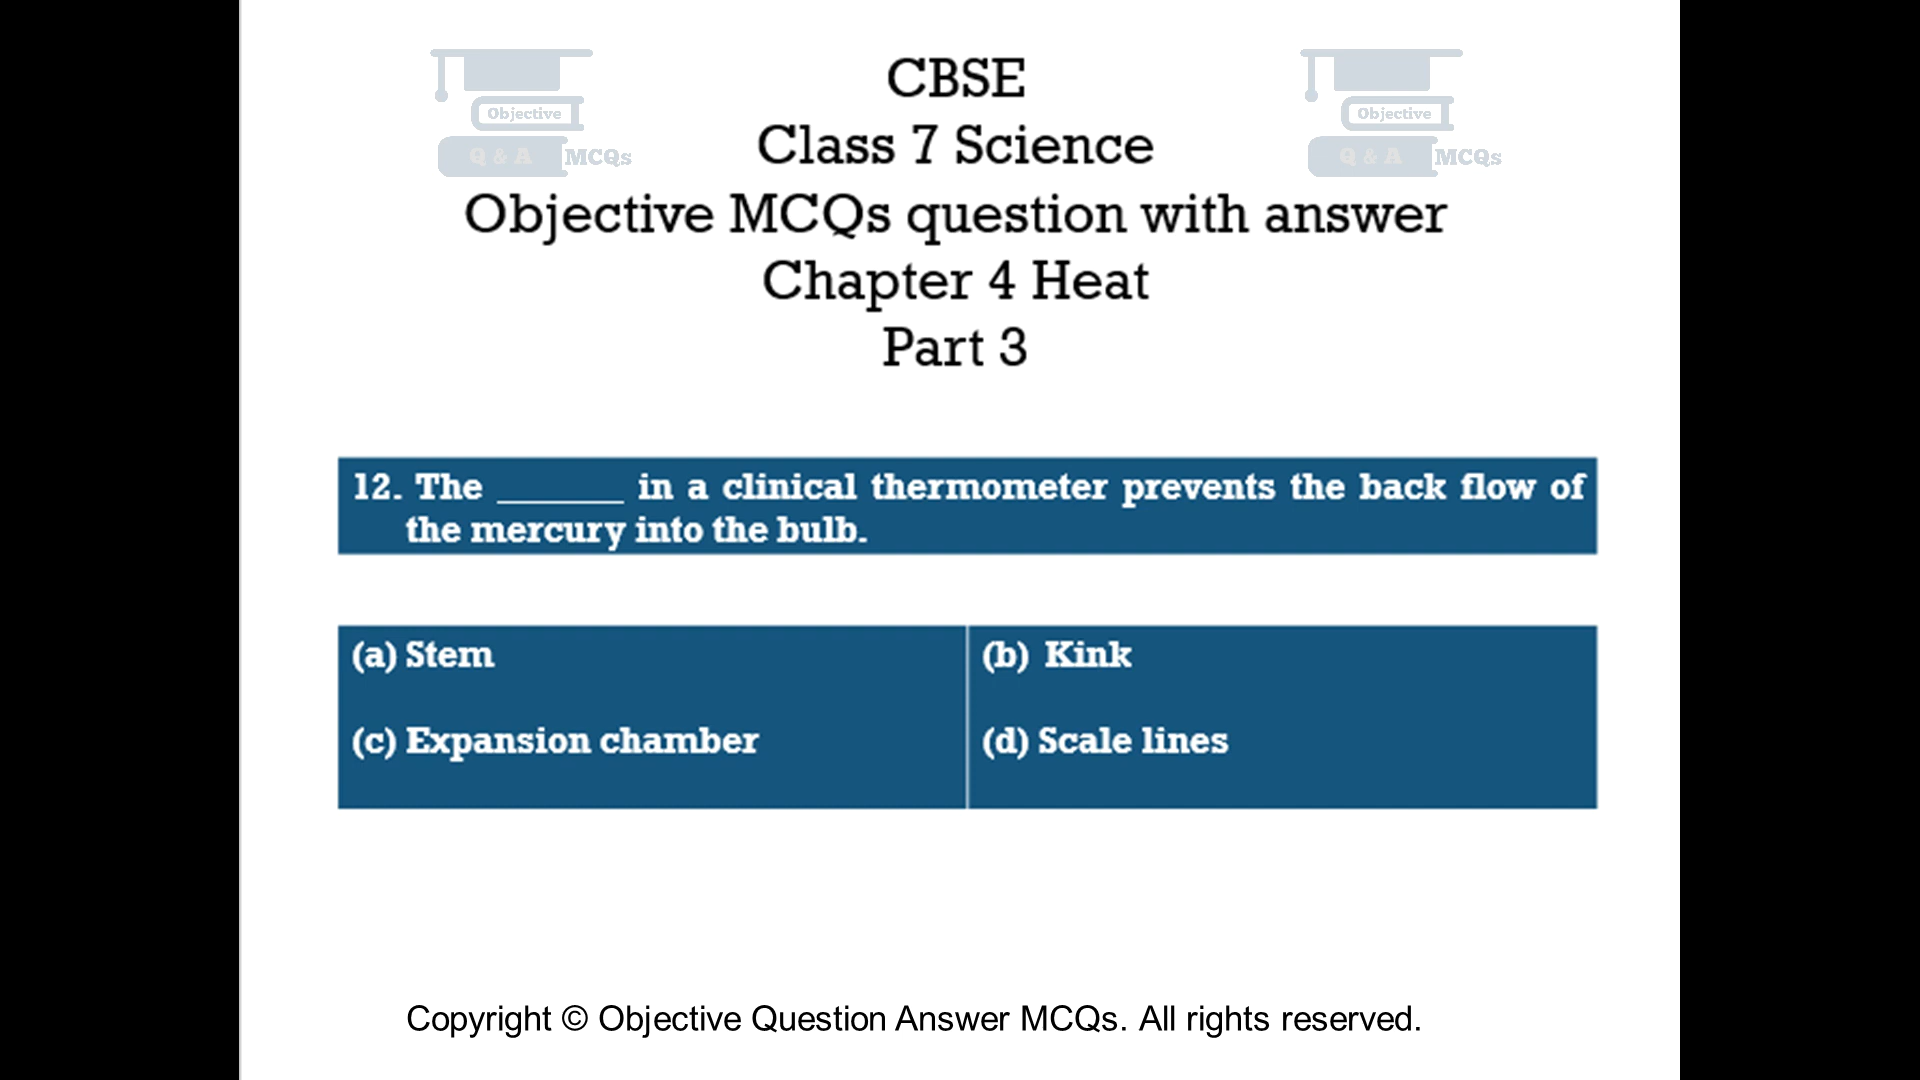 CBSE
Class 7 Science
Objective MCQs question with answer
Chapter 4 Heat
Part 3
Objective
Q & A MCQs
Objective
Q & A MCQs
12. The _______ in a clinical thermometer prevents the back flow of
the mercury into the bulb.
(a) Stem
(b) Kink
(c) Expansion chamber
(d) Scale lines
Copyright © Objective Question Answer MCQs. All rights reserved.